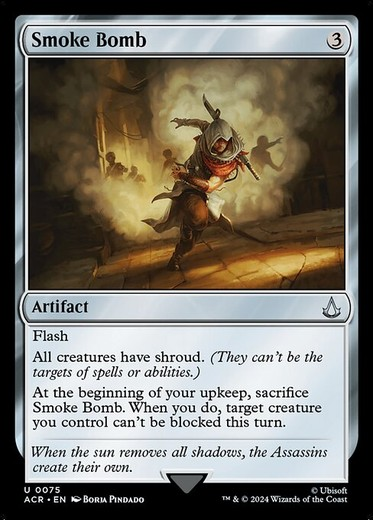 Smoke Bomb 3
Artifact
Flash
All creatures have shroud. (They can't be the
targets of spells or abilities.)
At the beginning of your upkeep, sacrifice
Smoke Bomb. When you do, target creature
you control can't be blocked this turn.
When the sun removes all shadows, the Assassins
create their own.
U 0075
ACR • EN Borja Pindado
© Ubisoft
™ & © 2024 Wizards of the Coast